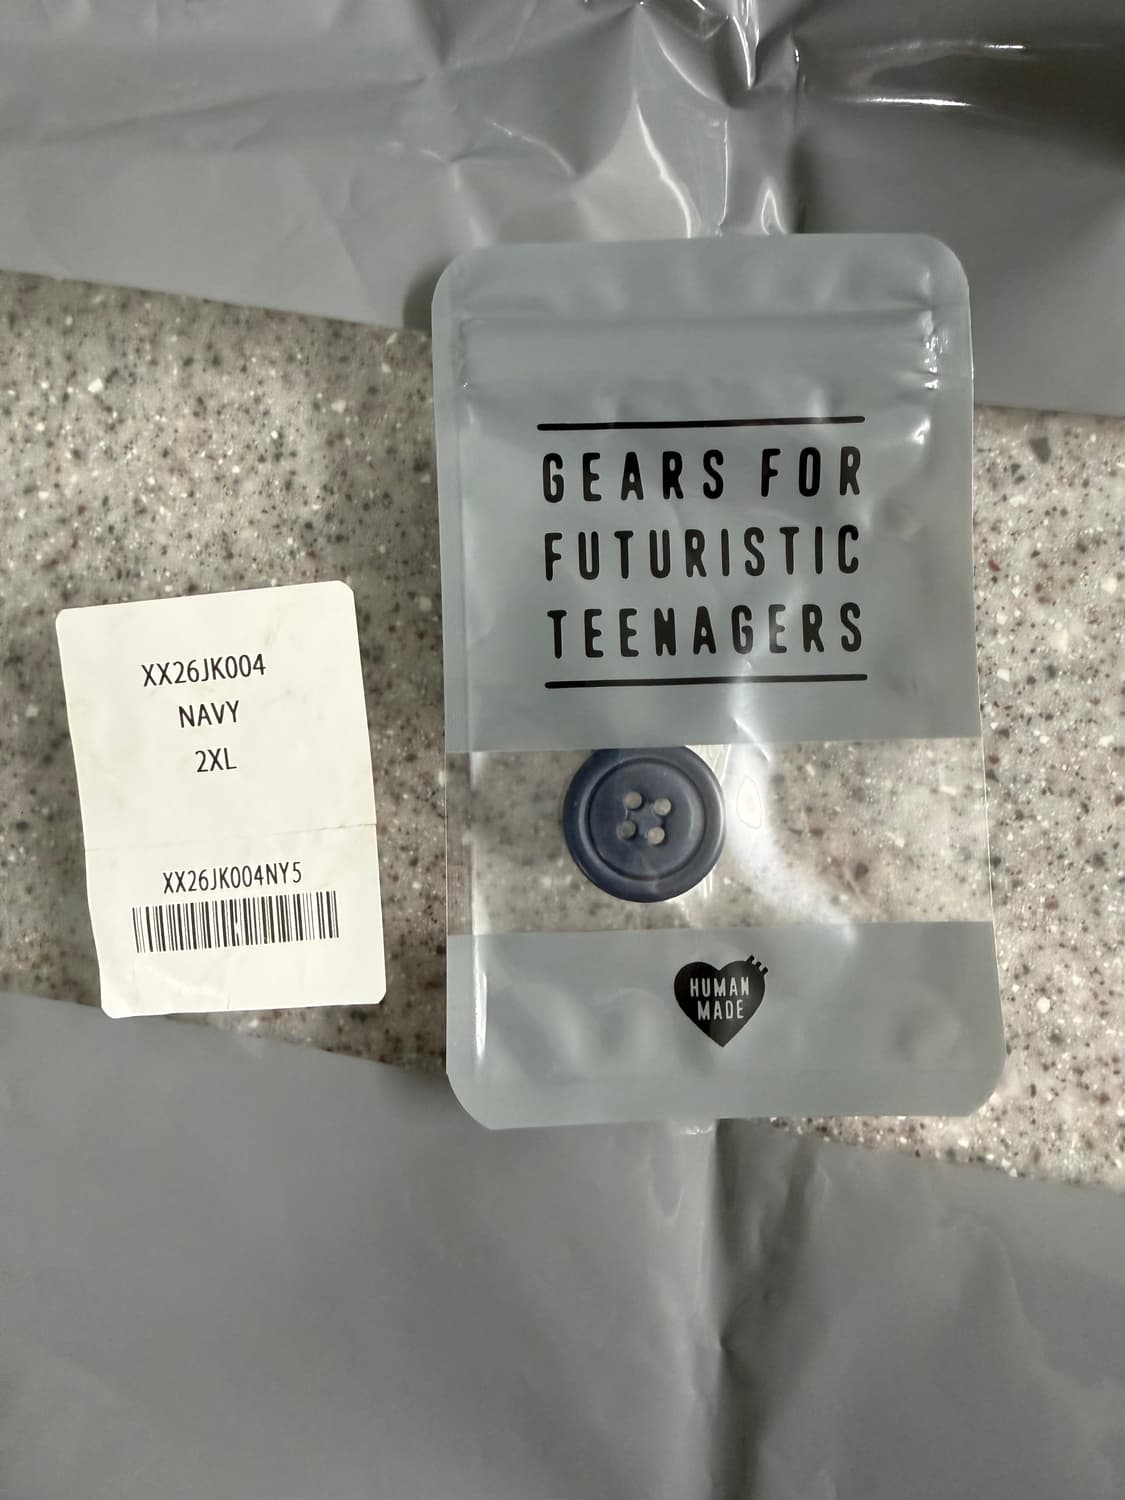 XX26JK004
NAVY
2XL
XX26JK004NY5
GEARS FOR
FUTURISTIC
TEENAGERS
HUMAN
MADE